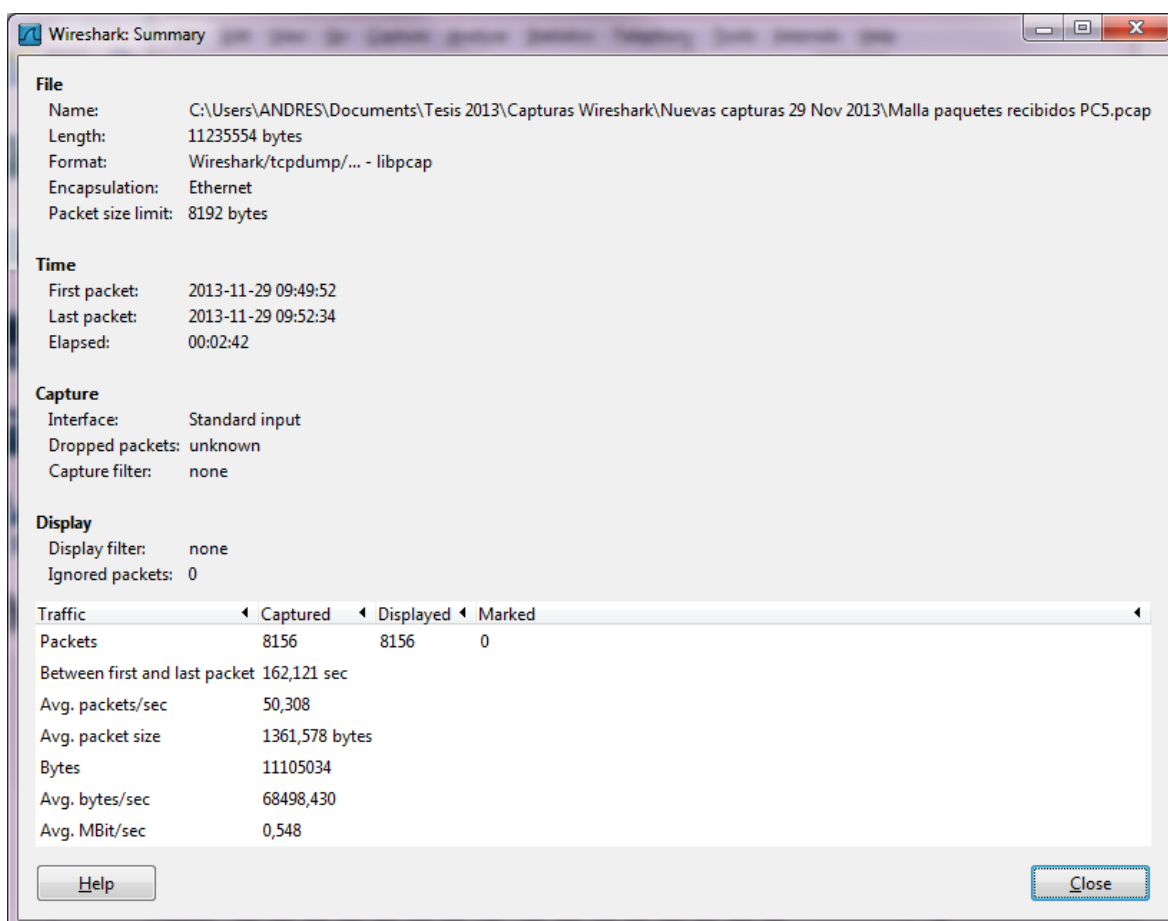 Wireshark: Summary
File
Name: C:\Users\ANDRES\Documents\Tesis 2013\Capturas Wireshark\Nuevas capturas 29 Nov 2013\Malla paquetes recibidos PC5.pcap
Length: 11235554 bytes
Format: Wireshark/tcpdump/... - libpcap
Encapsulation: Ethernet
Packet size limit: 8192 bytes
Time
First packet: 2013-11-29 09:49:52
Last packet: 2013-11-29 09:52:34
Elapsed: 00:02:42
Capture
Interface: Standard input
Dropped packets: unknown
Capture filter: none
Display
Display filter: none
Ignored packets: 0
Traffic Captured Displayed Marked
Packets 8156 8156 0
Between first and last packet 162,121 sec
Avg. packets/sec 50,308
Avg. packet size 1361,578 bytes
Bytes 11105034
Avg. bytes/sec 68498,430
Avg. MBit/sec 0,548
Help Close